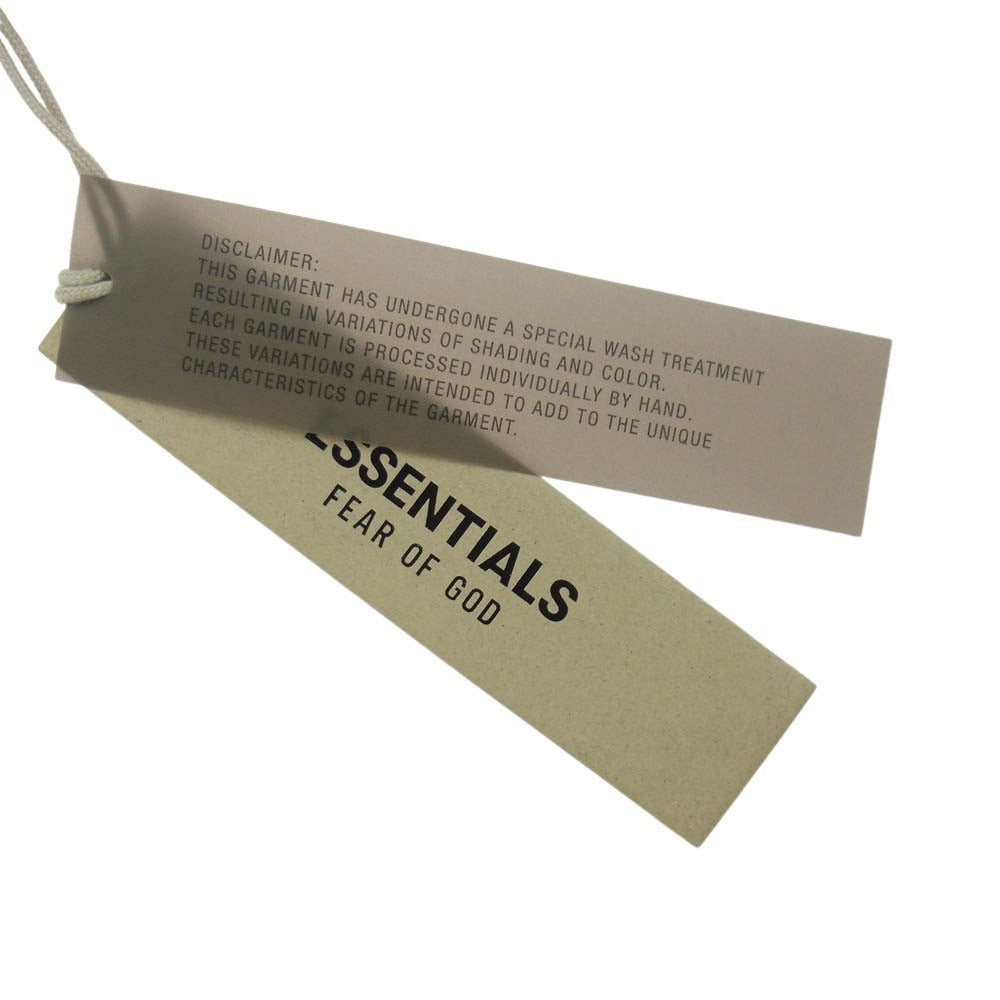 DISCLAIMER:
THIS GARMENT HAS UNDERGONE A SPECIAL WASH TREATMENT
RESULTING IN VARIATIONS OF SHADING AND COLOR.
EACH GARMENT IS PROCESSED INDIVIDUALLY BY HAND.
THESE VARIATIONS ARE INTENDED TO ADD TO THE UNIQUE
CHARACTERISTICS OF THE GARMENT.
ESSENTIALS
FEAR OF GOD